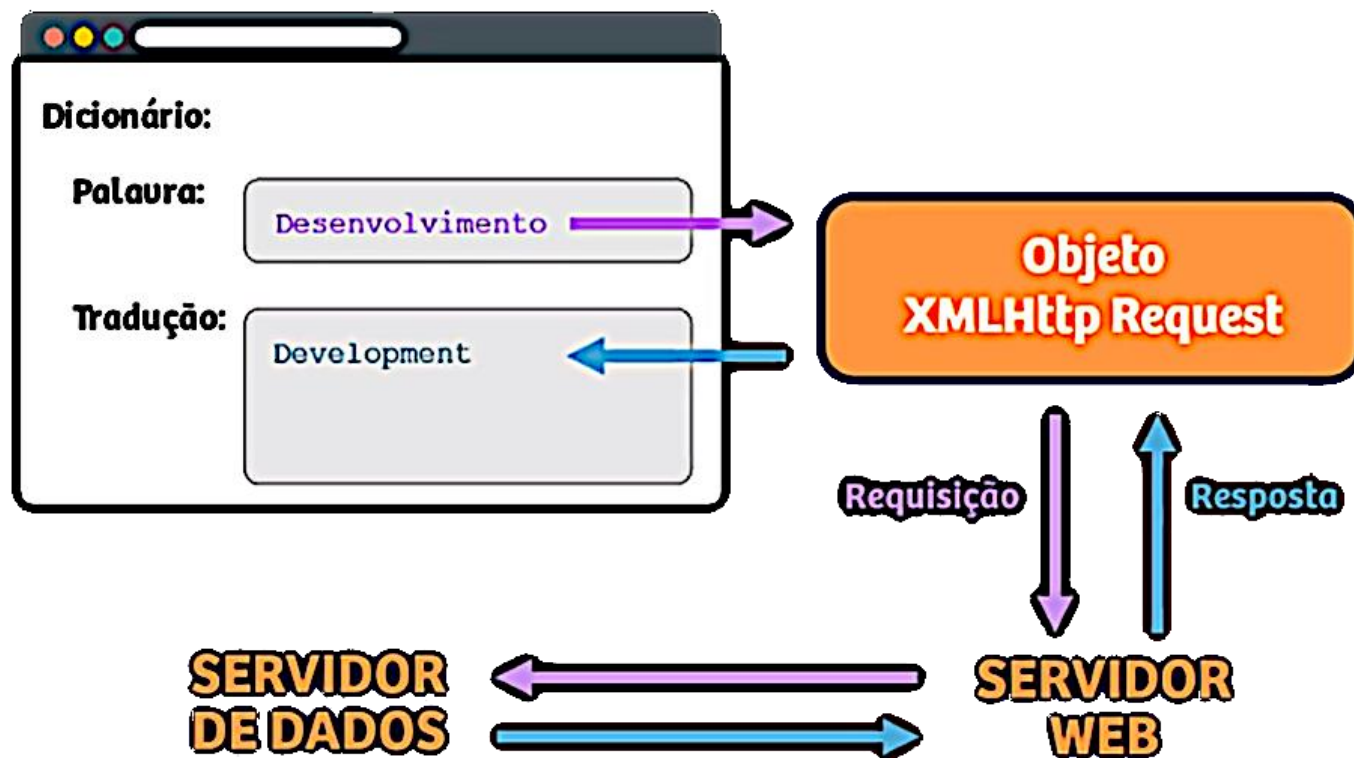 Dicionário:
Palavra:
Desenvolvimento
Tradução:
Development
Objeto
XMLHttp Request
Requisição
Resposta
SERVIDOR
DE DADOS
SERVIDOR
WEB